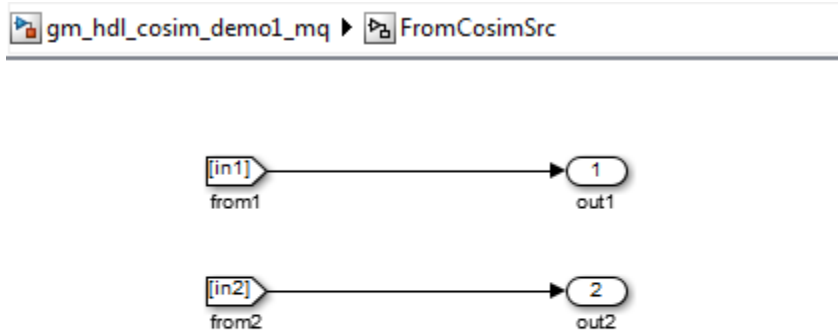 gm_hdl_cosim_demo1_mq FromCosimSrc
[in1] 1
from1 out1
[in2] 2
from2 out2